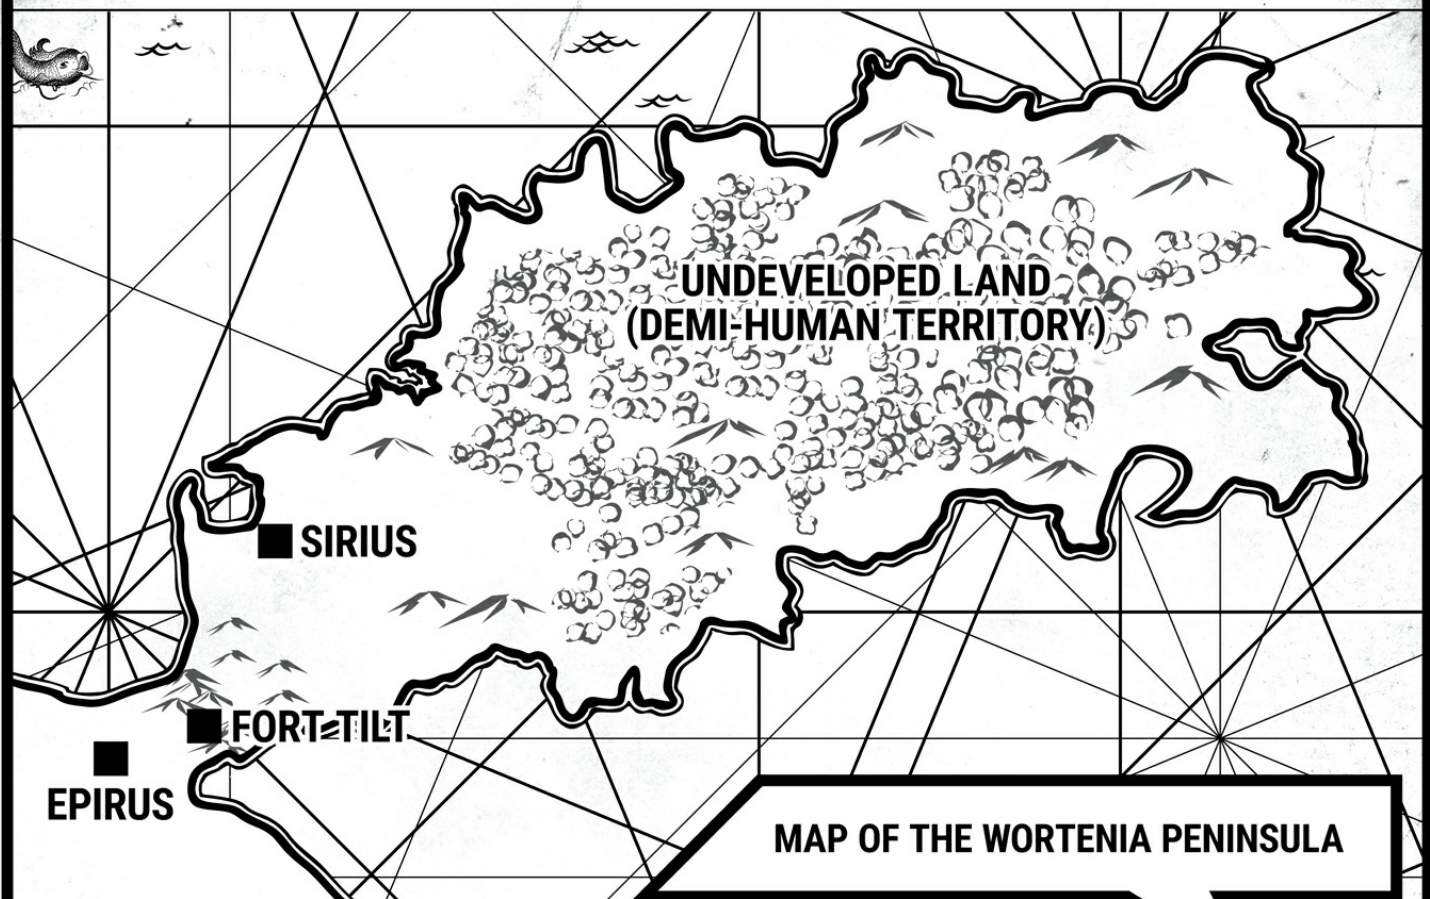 UNDEVELOPED LAND
(DEMI-HUMAN TERRITORY)
SIRIUS
FORT TILT
EPIRUS
MAP OF THE WORTENIA PENINSULA